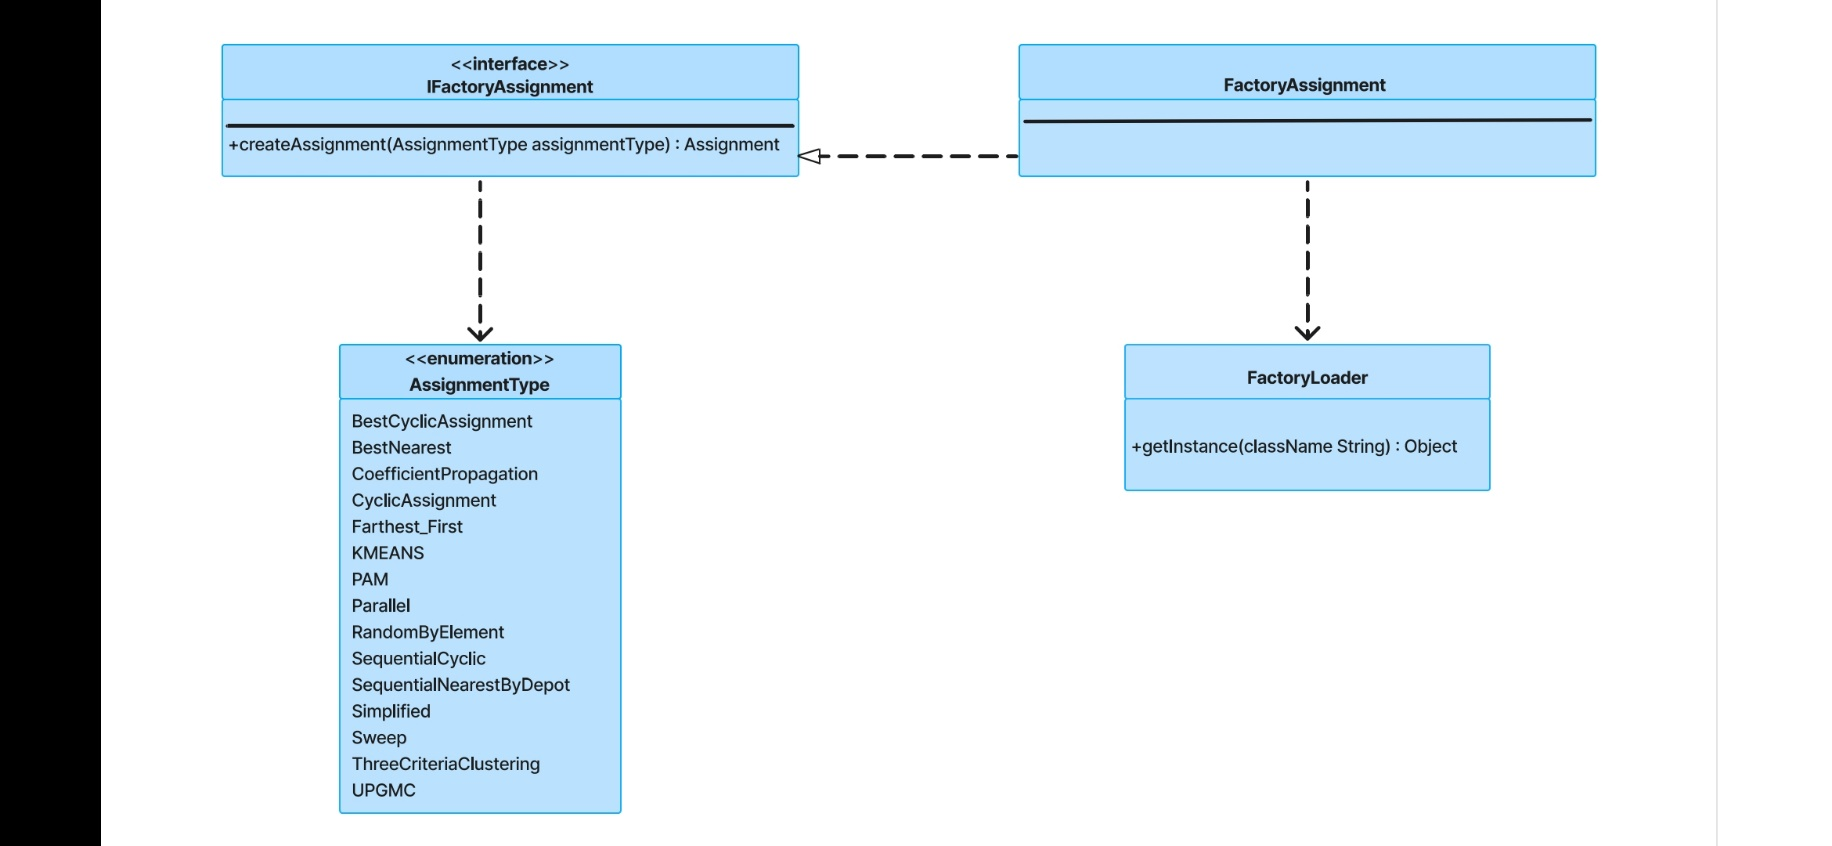 <<interface>>
IFactoryAssignment
+createAssignment(AssignmentType assignmentType) : Assignment
FactoryAssignment
<<enumeration>>
AssignmentType
BestCyclicAssignment
BestNearest
CoefficientPropagation
CyclicAssignment
Farthest_First
KMEANS
PAM
Parallel
RandomByElement
SequentialCyclic
SequentialNearestByDepot
Simplified
Sweep
ThreeCriteriaClustering
UPGMC
FactoryLoader
+getInstance(className String) : Object